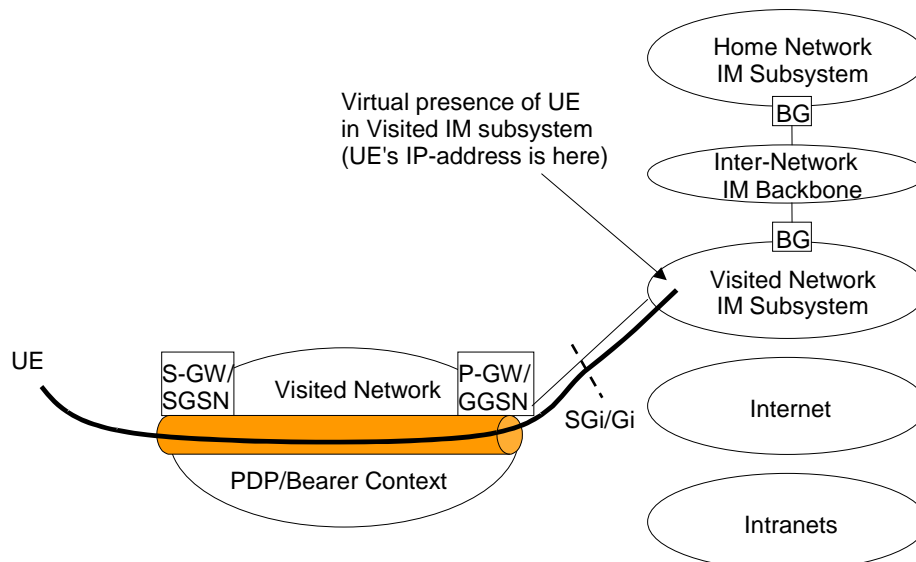 Home Network
IM Subsystem
BG
Virtual presence of UE
in Visited IM subsystem
(UE's IP-address is here)
Inter-Network
IM Backbone
BG
Visited Network
IM Subsystem
UE
S-GW/
SGSN
Visited Network
P-GW/
GGSN
SGi/Gi
Internet
PDP/Bearer Context
Intranets